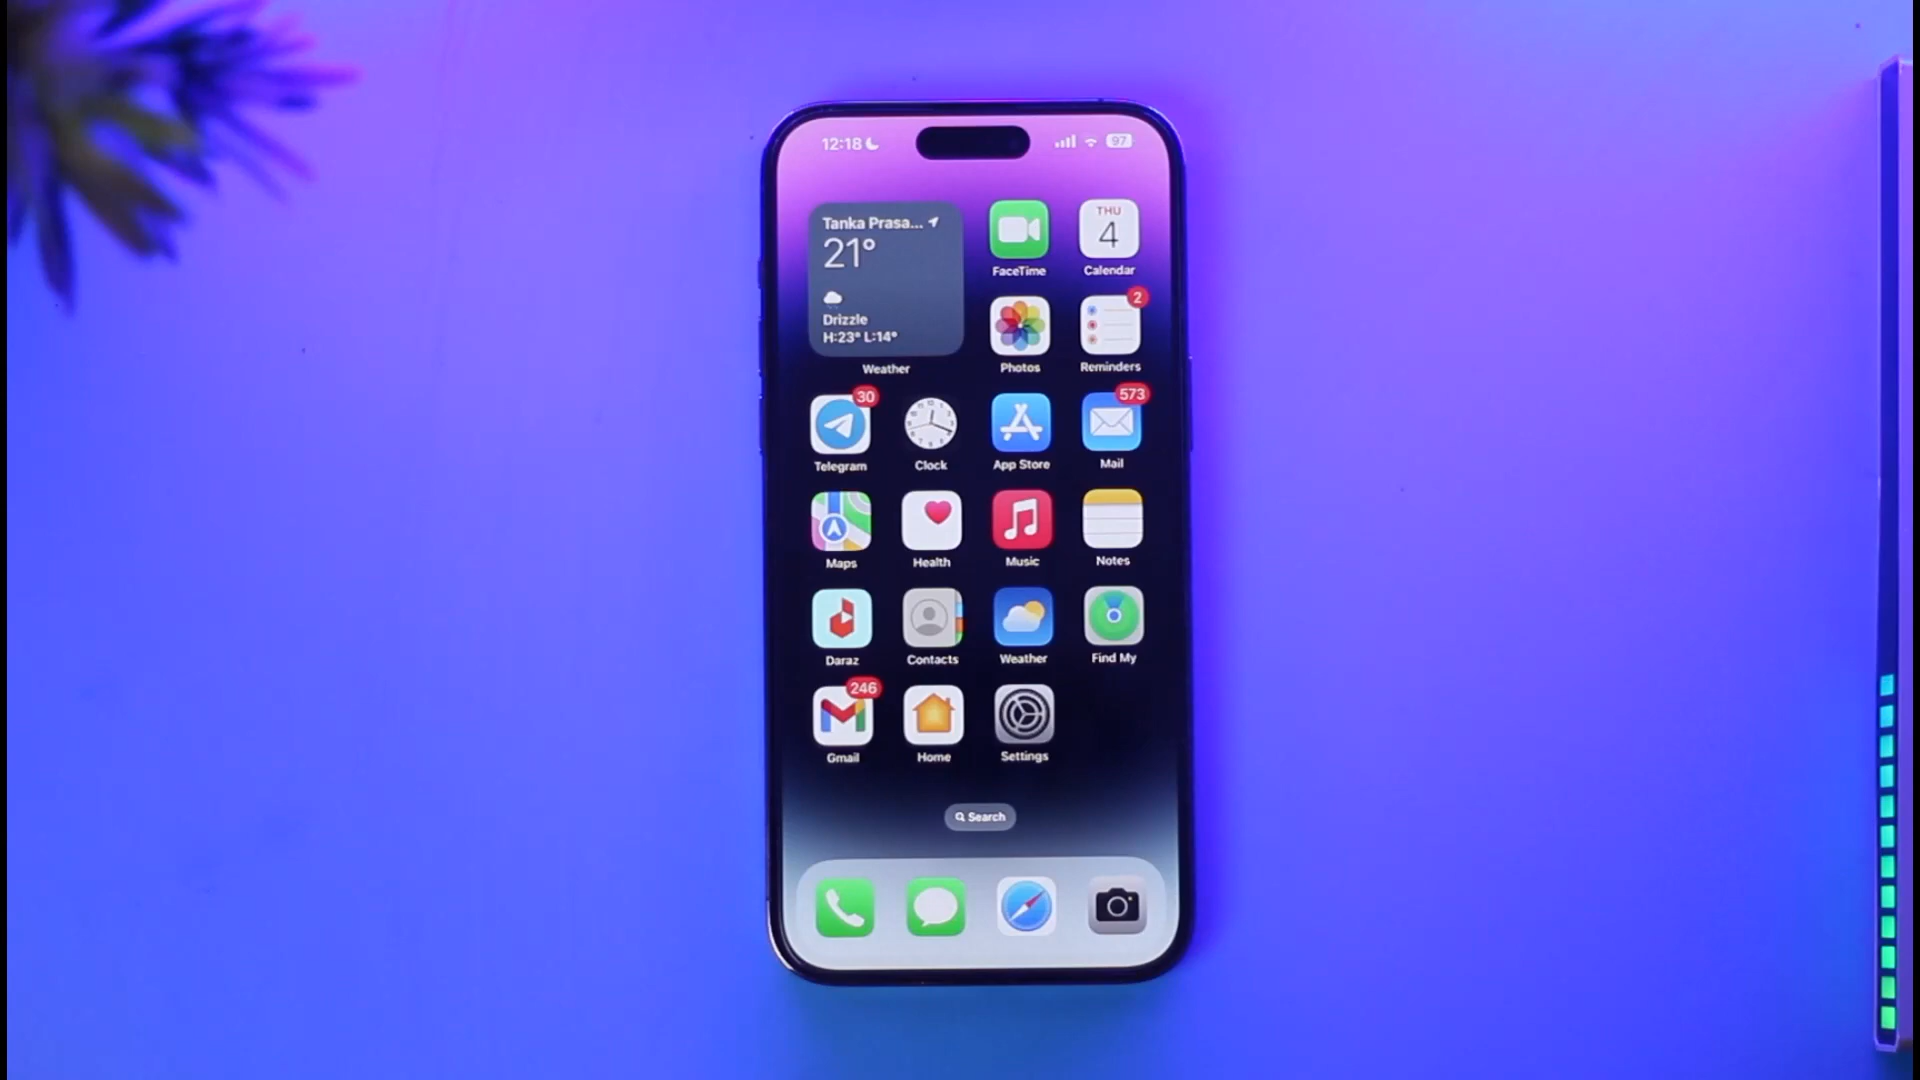 12:18
97
Tanka Prasa...
21°
Drizzle
H:23° L:14°
Weather
FaceTime
THU
4
Calendar
Photos
2
Reminders
30
Telegram
Clock
App Store
573
Mail
Maps
Health
Music
Notes
Daraz
Contacts
Weather
Find My
246
Gmail
Home
Settings
Search